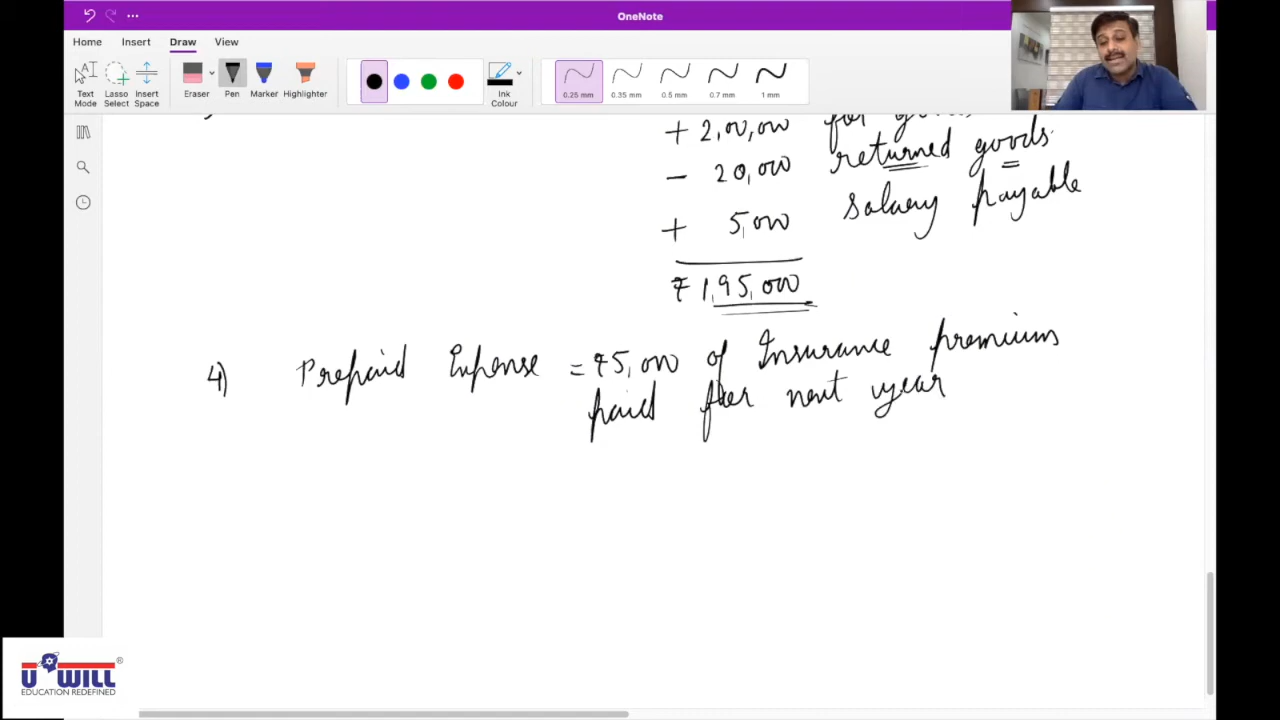 OneNote
Home Insert Draw View
Text Mode
Lasso Select
Insert Space
Eraser
Pen
Marker
Highlighter
0.25 mm
0.35 mm
0.5 mm
0.7 mm
1 mm
Ink Colour
+ 2,00,000 for goods
- 20,000 returned goods
+ 5,000 salary payable
₹ 1,95,000
4) Prepaid Expense = ₹5,000 of Insurance premium
paid for next year
U WILL ®
EDUCATION REDEFINED